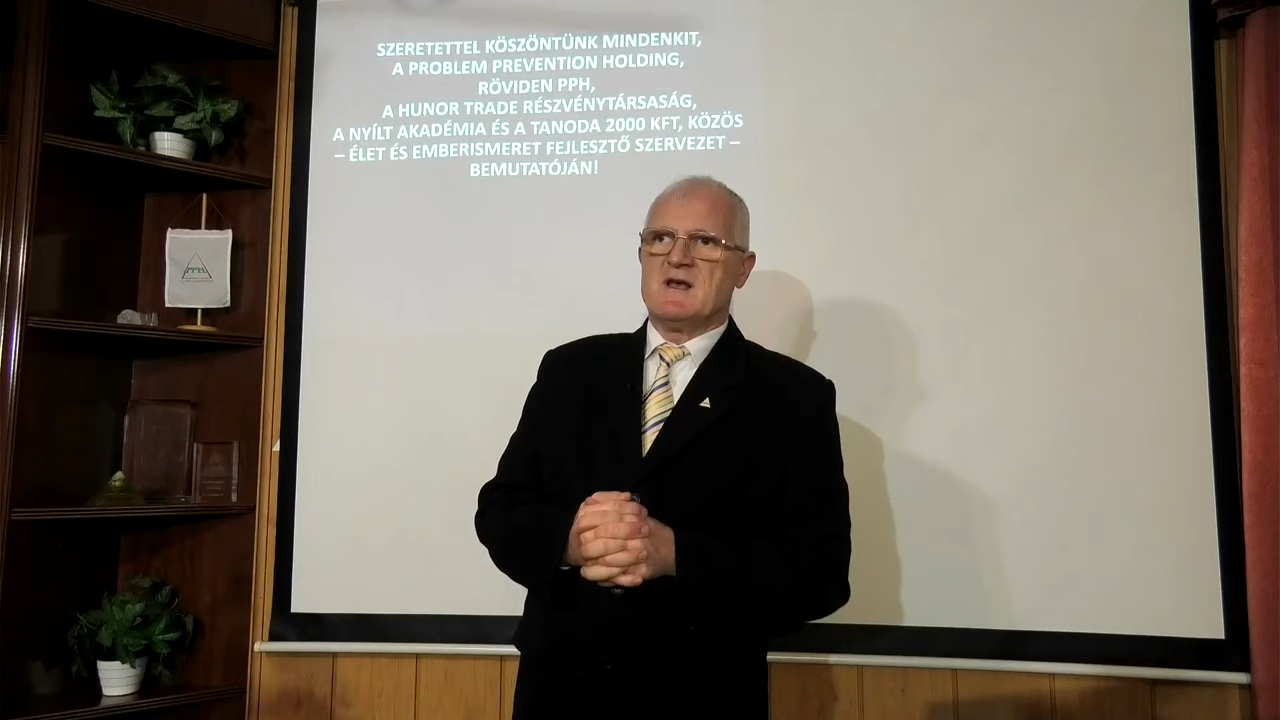 SZERETETTEL KÖSZÖNTÜNK MINDENKIT,
A PROBLEM PREVENTION HOLDING,
RÖVIDEN PPH,
A HUNOR TRADE RÉSZVÉNYTÁRSASÁG,
A NYÍLT AKADÉMIA ÉS A TANODA 2000 KFT, KÖZÖS
– ÉLET ÉS EMBERISMERET FEJLESZTŐ SZERVEZET –
BEMUTATÓJÁN!
PPH